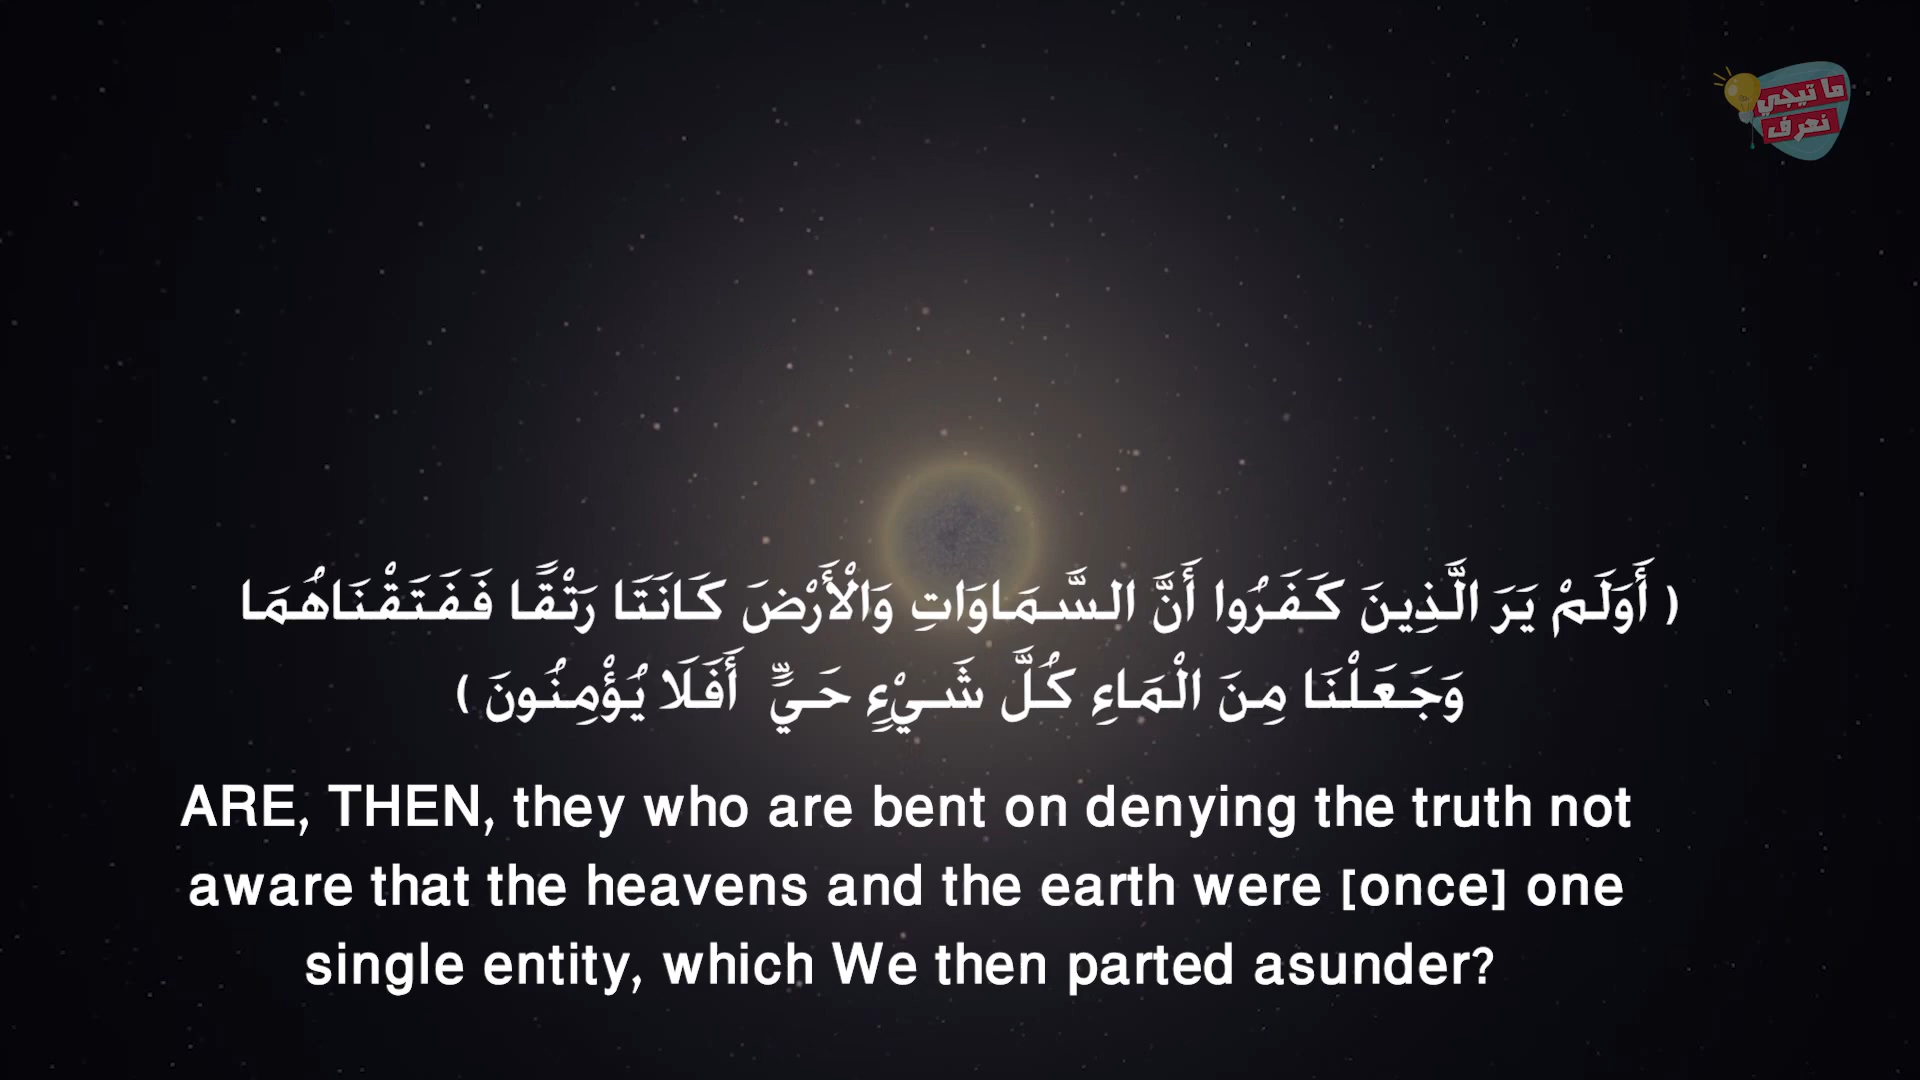 ما تيجي
نعرف
( أَوَلَمْ يَرَ الَّذِينَ كَفَرُوا أَنَّ السَّمَاوَاتِ وَالْأَرْضَ كَانَتَا رَتْقًا فَفَتَقْنَاهُمَا
وَجَعَلْنَا مِنَ الْمَاءِ كُلَّ شَيْءٍ حَيٍّ أَفَلَا يُؤْمِنُونَ )
ARE, THEN, they who are bent on denying the truth not
aware that the heavens and the earth were [once] one
single entity, which We then parted asunder?